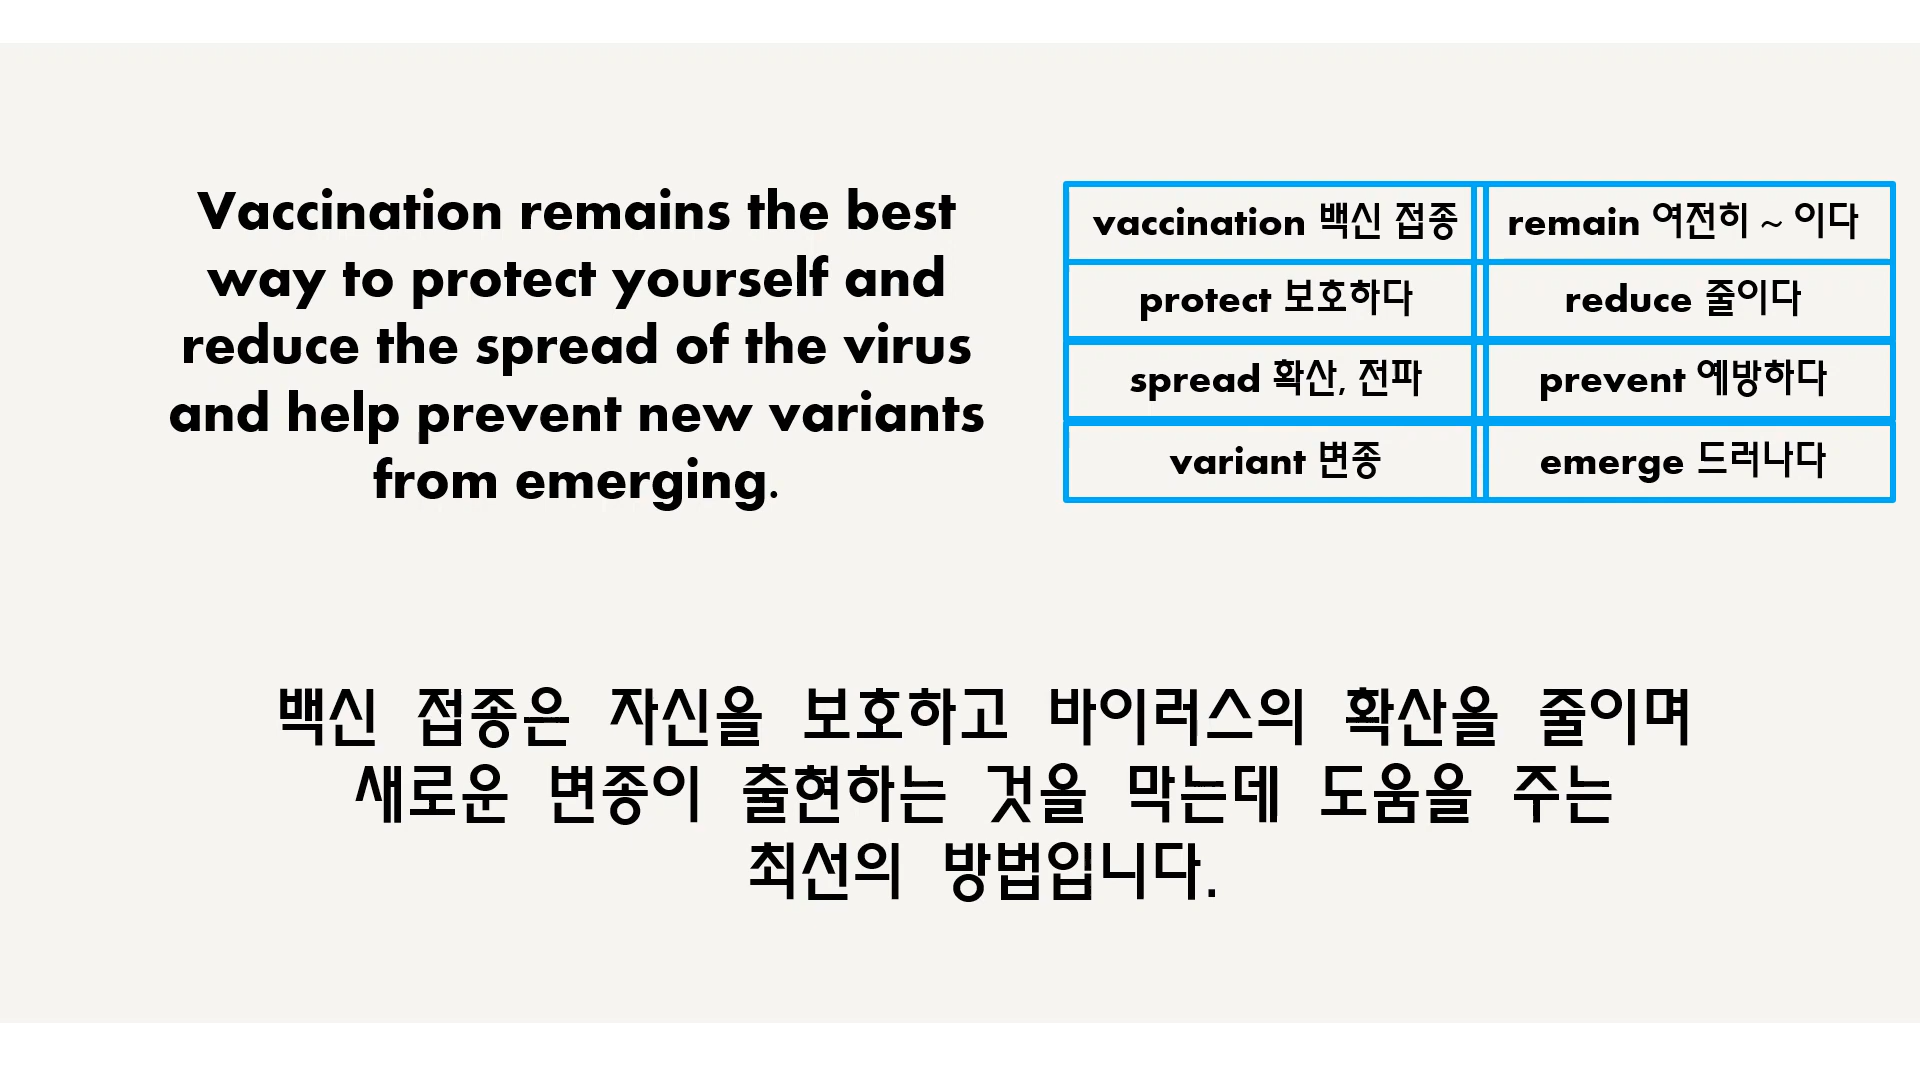 Vaccination remains the best
way to protect yourself and
reduce the spread of the virus
and help prevent new variants
from emerging.
vaccination 백신 접종
remain 여전히 ~ 이다
protect 보호하다
reduce 줄이다
spread 확산, 전파
prevent 예방하다
variant 변종
emerge 드러나다
백신 접종은 자신을 보호하고 바이러스의 확산을 줄이며
새로운 변종이 출현하는 것을 막는데 도움을 주는
최선의 방법입니다.